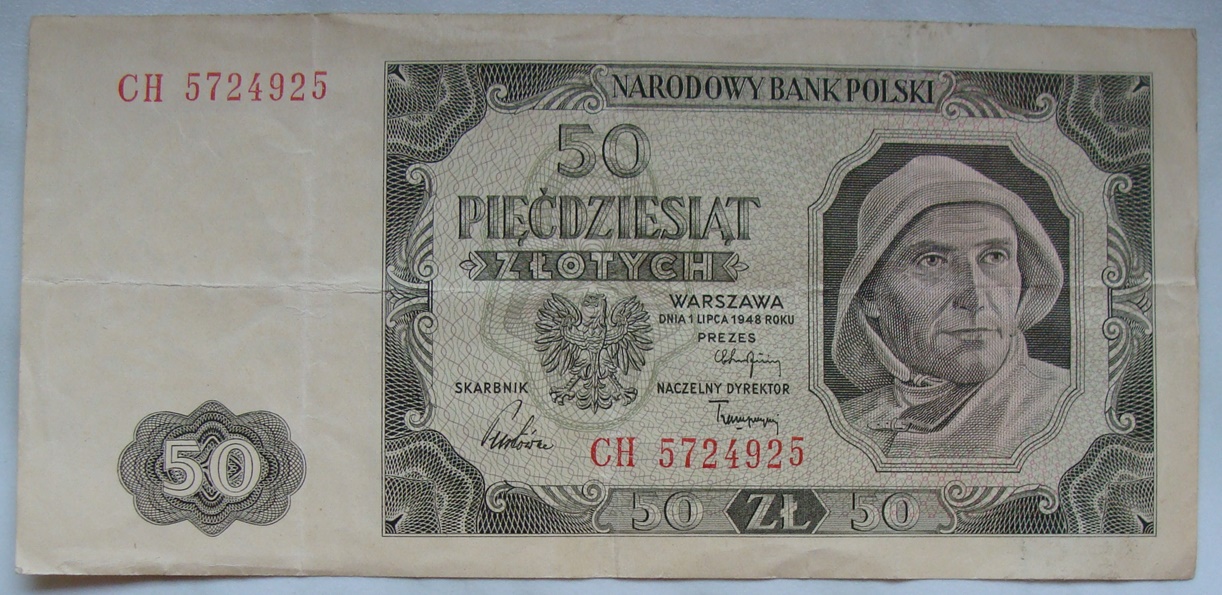 CH 5724925
NARODOWY BANK POLSKI
50
PIĘĆDZIESIĄT
ZŁOTYCH
WARSZAWA
DNIA 1 LIPCA 1948 ROKU
PREZES
SKARBNIK
NACZELNY DYREKTOR
CH 5724925
50
50 ZŁ 50